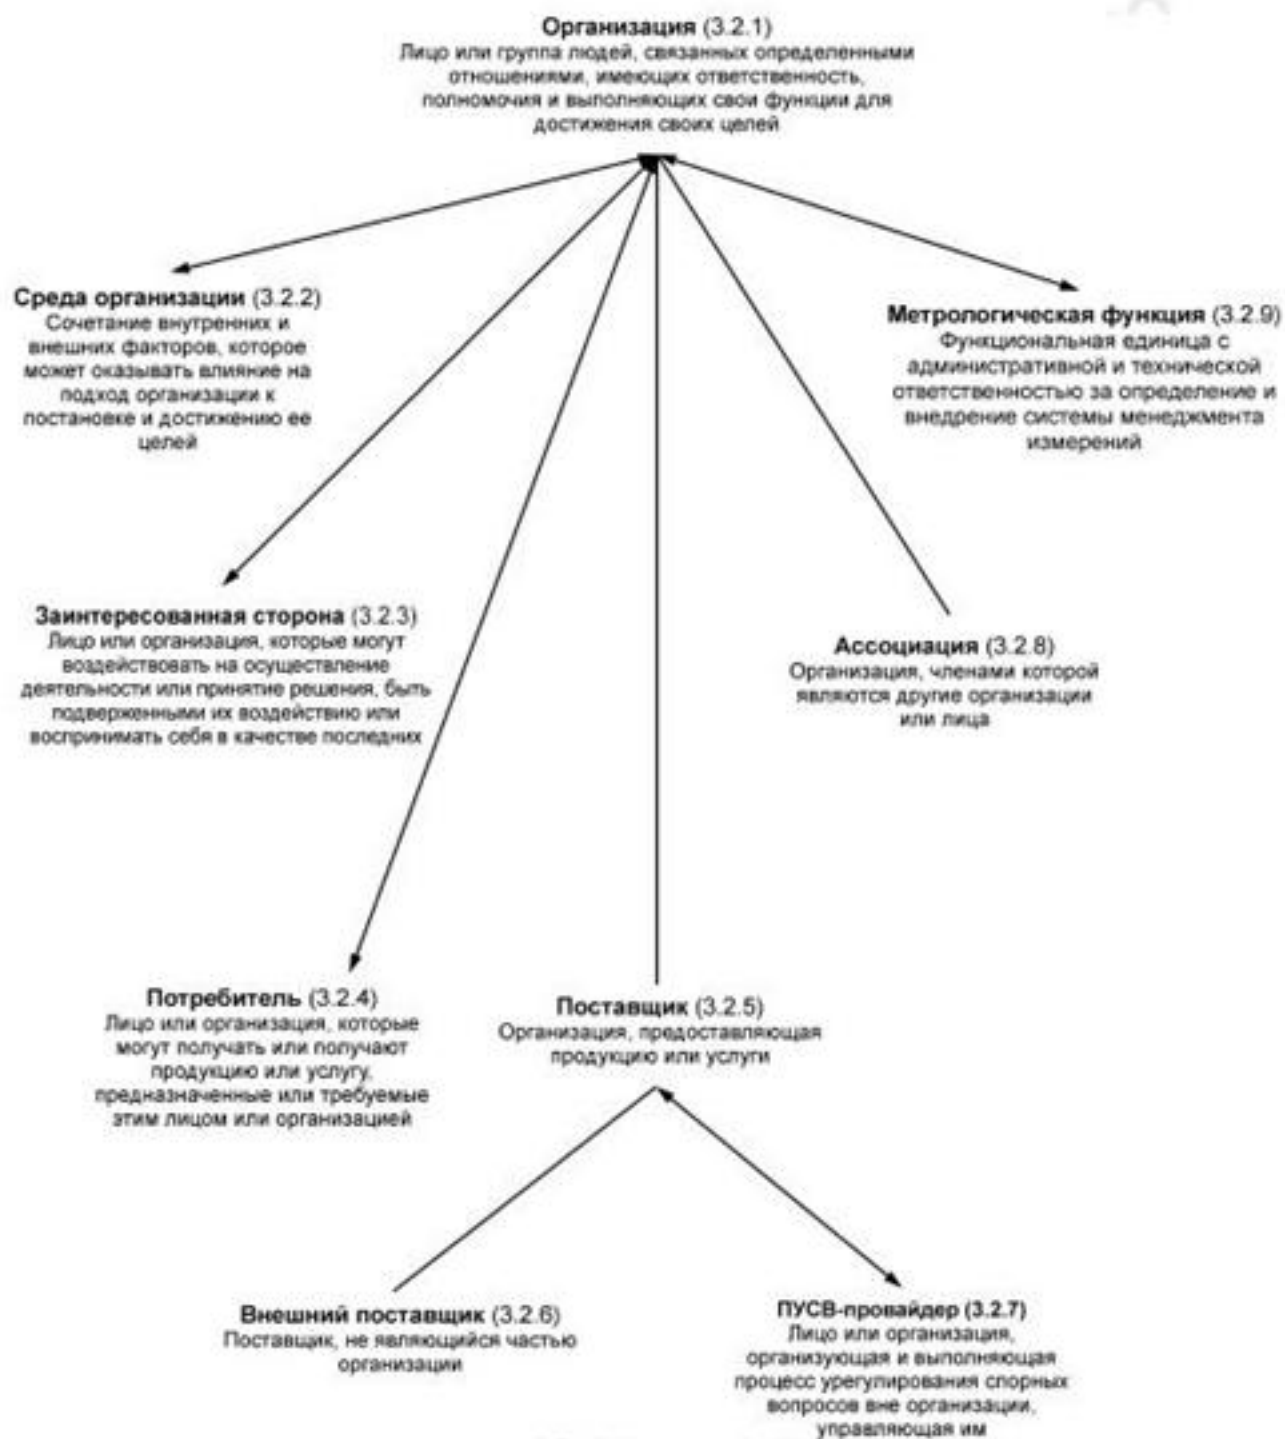 Организация (3.2.1)
Лицо или группа людей, связанных определенными
отношениями, имеющих ответственность,
полномочия и выполняющих свои функции для
достижения своих целей
Среда организации (3.2.2)
Сочетание внутренних и
внешних факторов, которое
может оказывать влияние на
подход организации к
постановке и достижению ее
целей
Метрологическая функция (3.2.9)
Функциональная единица с
административной и технической
ответственностью за определение и
внедрение системы менеджмента
измерений
Заинтересованная сторона (3.2.3)
Лицо или организация, которые могут
воздействовать на осуществление
деятельности или принятие решения, быть
подверженными их воздействию или
воспринимать себя в качестве последних
Ассоциация (3.2.8)
Организация, членами которой
являются другие организации
или лица
Потребитель (3.2.4)
Лицо или организация, которые
могут получать или получают
продукцию или услугу,
предназначенные или требуемые
этим лицом или организацией
Поставщик (3.2.5)
Организация, предоставляющая
продукцию или услуги
Внешний поставщик (3.2.6)
Поставщик, не являющийся частью
организации
ПУСВ-провайдер (3.2.7)
Лицо или организация,
организующая и выполняющая
процесс урегулирования спорных
вопросов вне организации,
управляющая им